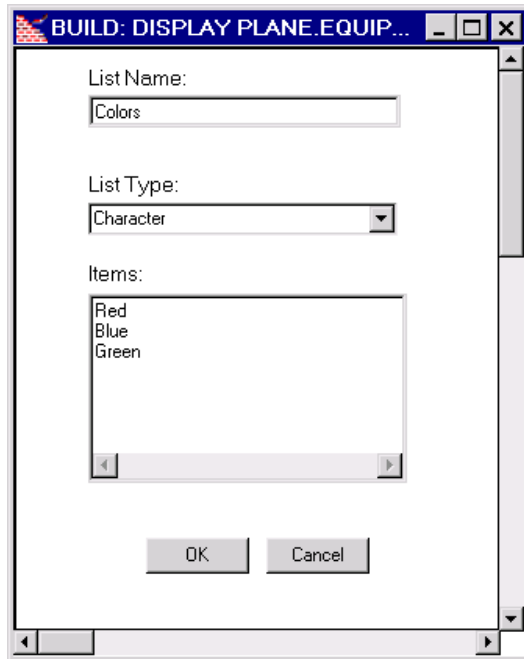 BUILD: DISPLAY PLANE.EQUIP...
List Name:
Colors
List Type:
Character
Items:
Red
Blue
Green
OK
Cancel